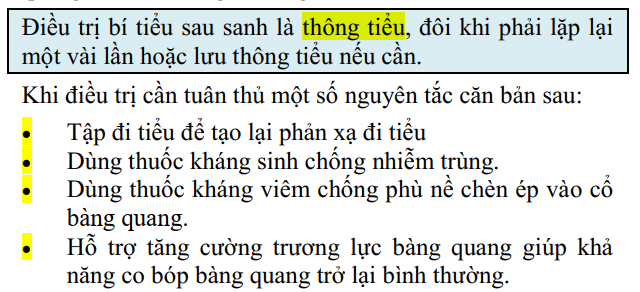 Điều trị bí tiểu sau sanh là thông tiểu, đôi khi phải lặp lại
một vài lần hoặc lưu thông tiểu nếu cần.
Khi điều trị cần tuân thủ một số nguyên tắc căn bản sau:
• Tập đi tiểu để tạo lại phản xạ đi tiểu
• Dùng thuốc kháng sinh chống nhiễm trùng.
• Dùng thuốc kháng viêm chống phù nề chèn ép vào cổ
bàng quang.
• Hỗ trợ tăng cường trương lực bàng quang giúp khả
năng co bóp bàng quang trở lại bình thường.